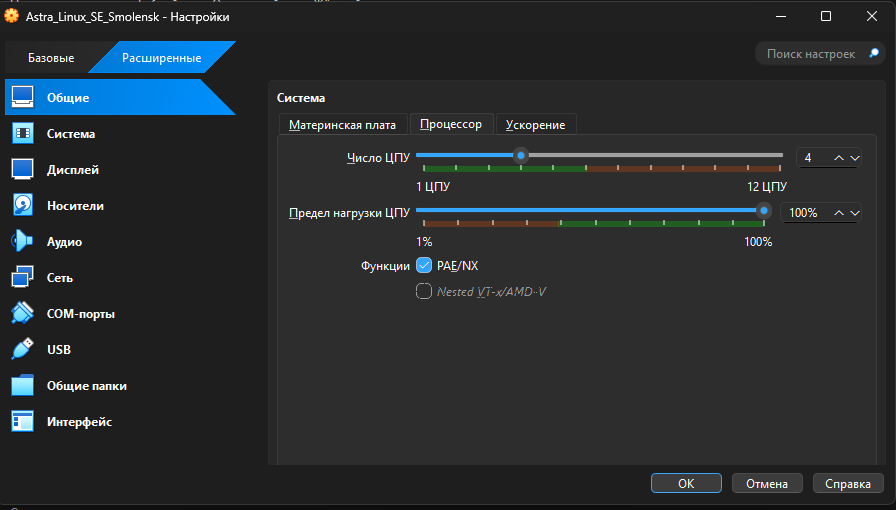 Astra_Linux_SE_Smolensk - Настройки
Базовые
Расширенные
Поиск настроек
Общие
Система
Дисплей
Носители
Аудио
Сеть
COM-порты
USB
Общие папки
Интерфейс
Система
Материнская плата
Процессор
Ускорение
Число ЦПУ
4
1 ЦПУ
12 ЦПУ
Предел нагрузки ЦПУ
100%
1%
100%
Функции
PAE/NX
Nested VT-x/AMD-V
OK
Отмена
Справка